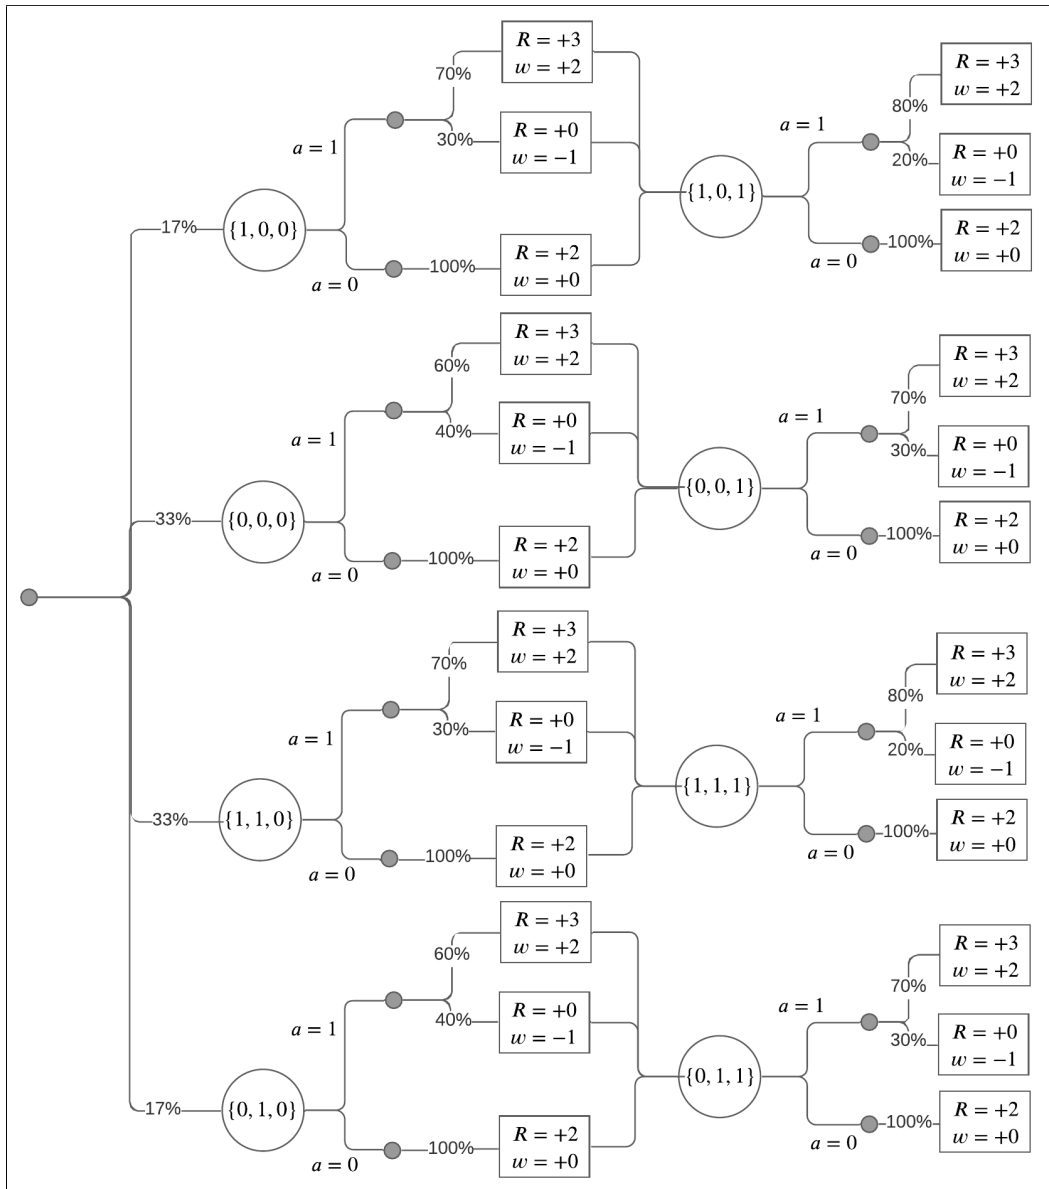 R = +3
w = +2
70%
a = 1
30%
R = +0
w = −1
17%
{1, 0, 0}
a = 0
100%
R = +2
w = +0
{1, 0, 1}
a = 1
80%
R = +3
w = +2
20%
R = +0
w = −1
a = 0
100%
R = +2
w = +0
R = +3
w = +2
60%
a = 1
40%
R = +0
w = −1
33%
{0, 0, 0}
a = 0
100%
R = +2
w = +0
{0, 0, 1}
a = 1
70%
R = +3
w = +2
30%
R = +0
w = −1
a = 0
100%
R = +2
w = +0
R = +3
w = +2
70%
a = 1
30%
R = +0
w = −1
33%
{1, 1, 0}
a = 0
100%
R = +2
w = +0
{1, 1, 1}
a = 1
80%
R = +3
w = +2
20%
R = +0
w = −1
a = 0
100%
R = +2
w = +0
R = +3
w = +2
60%
a = 1
40%
R = +0
w = −1
17%
{0, 1, 0}
a = 0
100%
R = +2
w = +0
{0, 1, 1}
a = 1
70%
R = +3
w = +2
30%
R = +0
w = −1
a = 0
100%
R = +2
w = +0